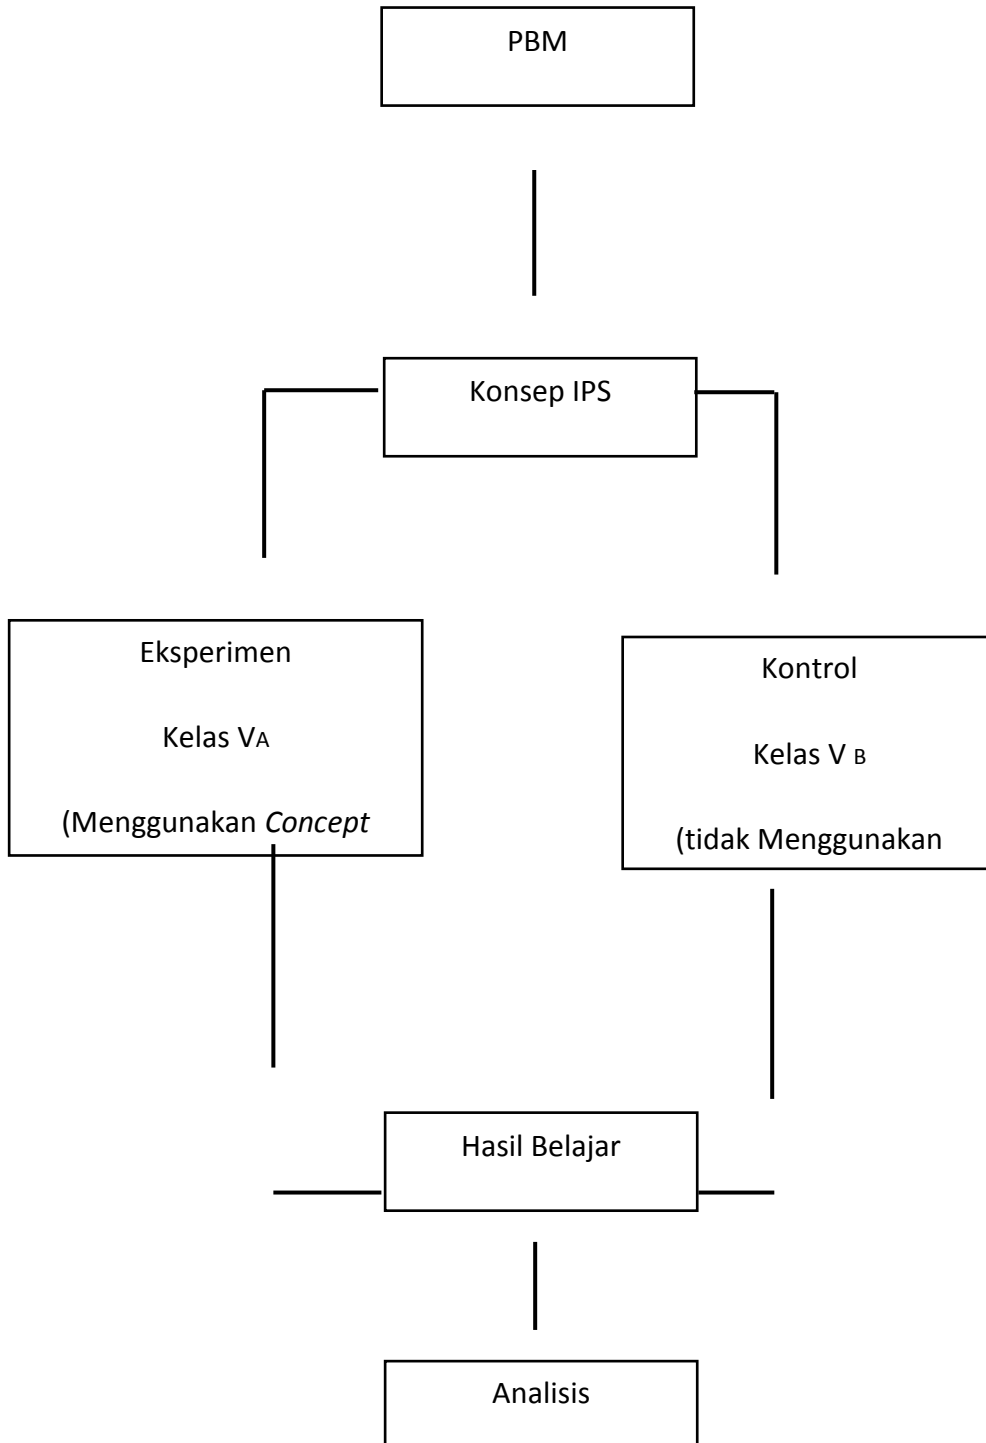 PBM
Konsep IPS
Eksperimen
Kelas VA
(Menggunakan Concept
Kontrol
Kelas V B
(tidak Menggunakan
Hasil Belajar
Analisis